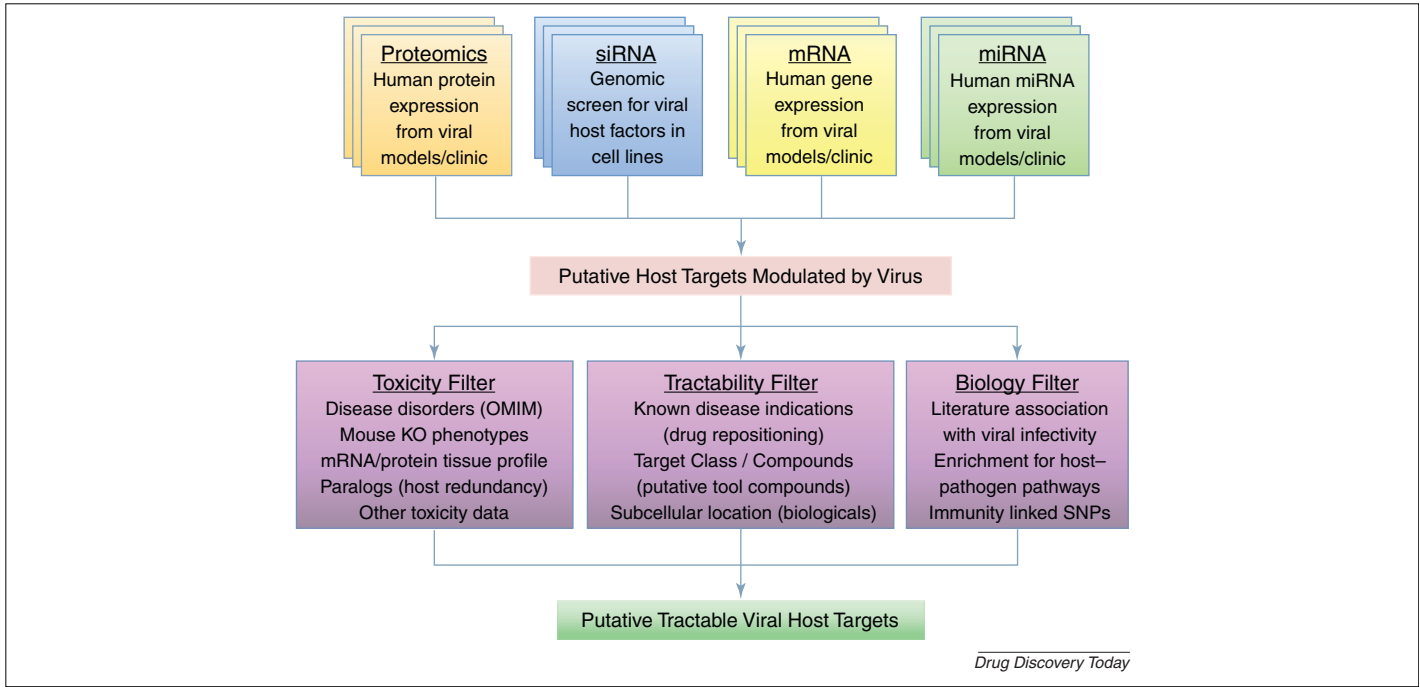 Proteomics
Human protein
expression
from viral
models/clinic
siRNA
Genomic
screen for viral
host factors in
cell lines
mRNA
Human gene
expression
from viral
models/clinic
miRNA
Human miRNA
expression
from viral
models/clinic
Putative Host Targets Modulated by Virus
Toxicity Filter
Disease disorders (OMIM)
Mouse KO phenotypes
mRNA/protein tissue profile
Paralogs (host redundancy)
Other toxicity data
Tractability Filter
Known disease indications
(drug repositioning)
Target Class / Compounds
(putative tool compounds)
Subcellular location (biologicals)
Biology Filter
Literature association
with viral infectivity
Enrichment for host–
pathogen pathways
Immunity linked SNPs
Putative Tractable Viral Host Targets
Drug Discovery Today